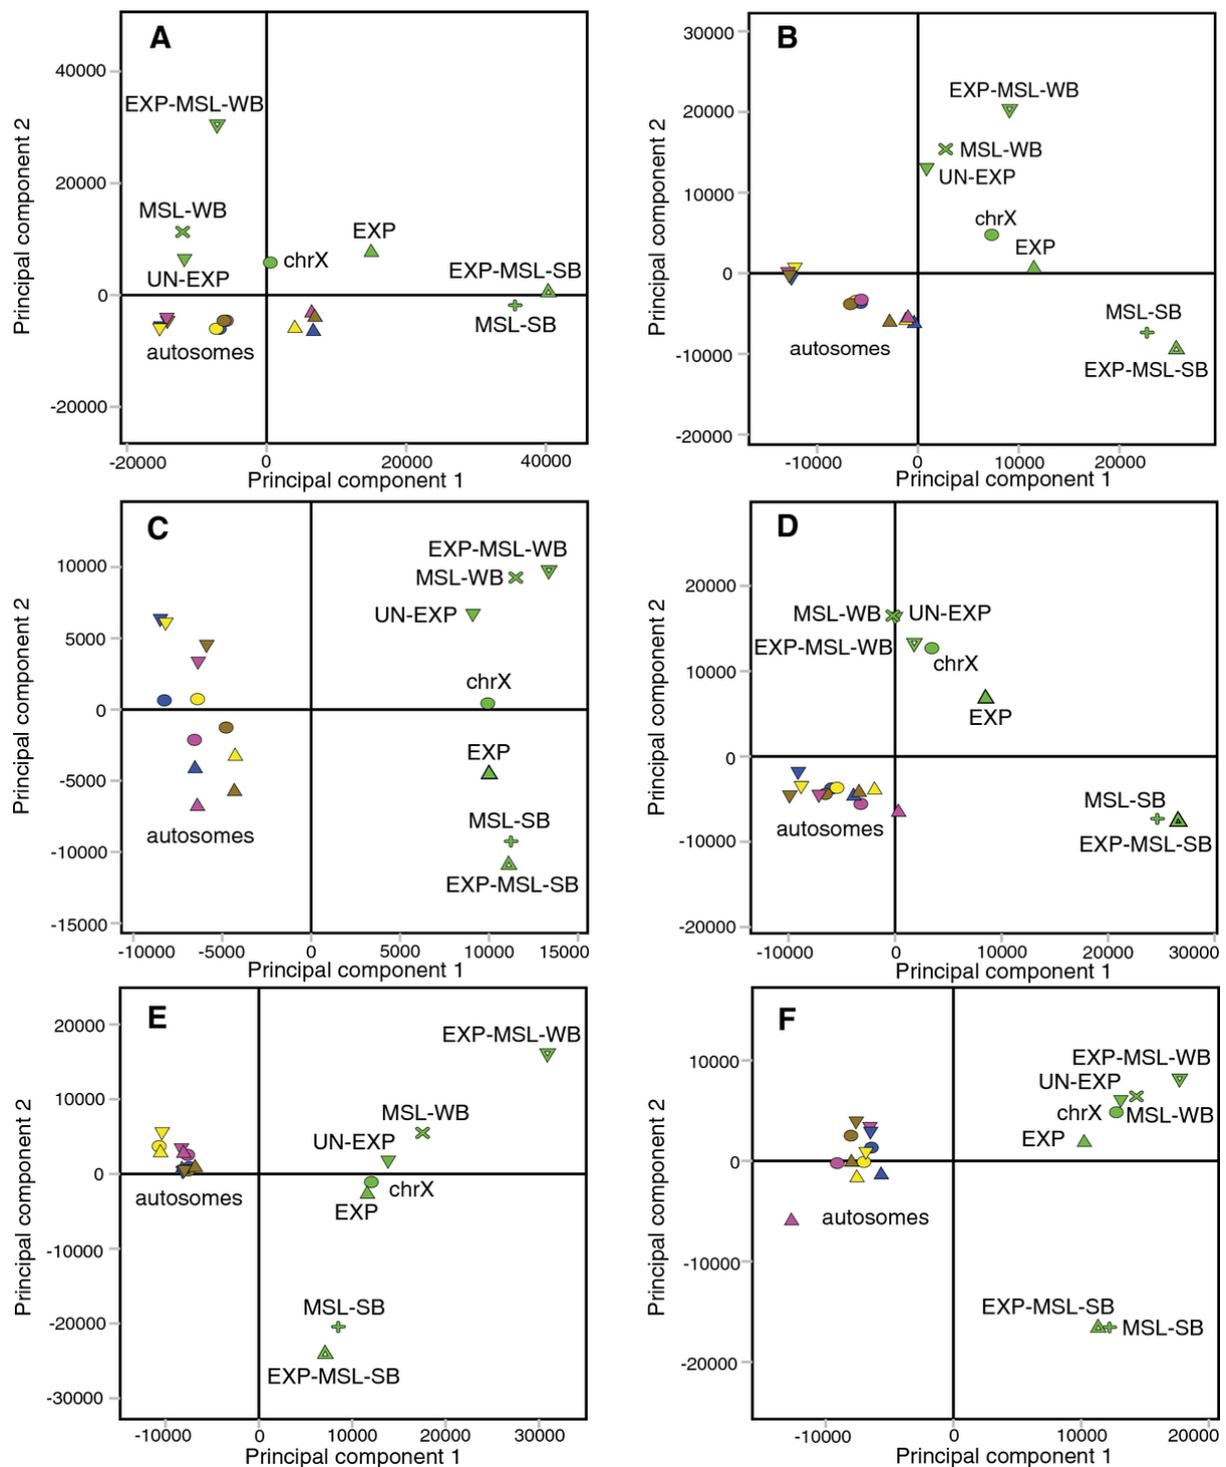 A
Principal component 2
40000
20000
0
-20000
EXP-MSL-WB
MSL-WB
UN-EXP
chrX
EXP
EXP-MSL-SB
MSL-SB
autosomes
-20000 0 20000 40000
Principal component 1
B
Principal component 2
30000
20000
10000
0
-10000
-20000
EXP-MSL-WB
MSL-WB
UN-EXP
chrX
EXP
MSL-SB
EXP-MSL-SB
autosomes
-10000 0 10000 20000
Principal component 1
C
Principal component 2
10000
5000
0
-5000
-10000
-15000
EXP-MSL-WB
MSL-WB
UN-EXP
chrX
EXP
MSL-SB
EXP-MSL-SB
autosomes
-10000 -5000 0 5000 10000 15000
Principal component 1
D
Principal component 2
20000
10000
0
-10000
-20000
MSL-WB UN-EXP
EXP-MSL-WB
chrX
EXP
MSL-SB
EXP-MSL-SB
autosomes
-10000 0 10000 20000 30000
Principal component 1
E
Principal component 2
20000
10000
0
-10000
-20000
-30000
EXP-MSL-WB
MSL-WB
UN-EXP
chrX
EXP
autosomes
MSL-SB
EXP-MSL-SB
-10000 0 10000 20000 30000
Principal component 1
F
Principal component 2
10000
0
-10000
-20000
EXP-MSL-WB
UN-EXP
chrX MSL-WB
EXP
autosomes
EXP-MSL-SB
MSL-SB
-10000 0 10000 20000
Principal component 1